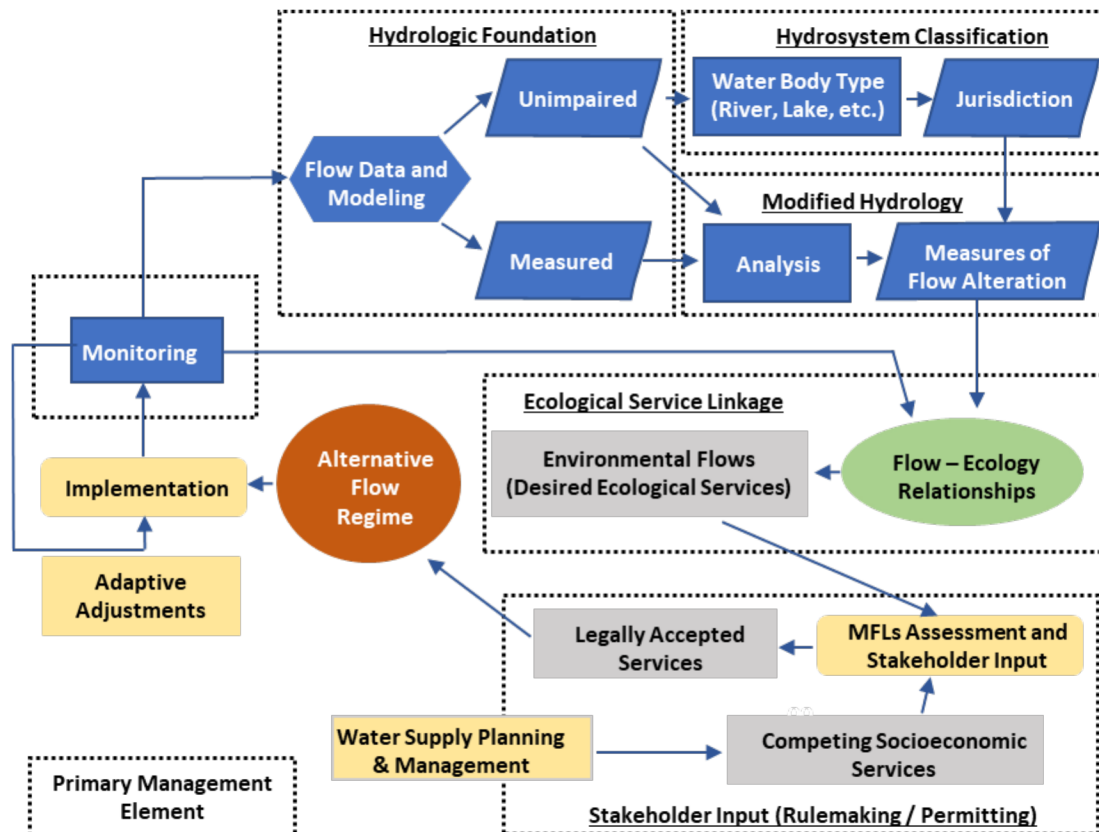 Hydrologic Foundation
Unimpaired
Flow Data and
Modeling
Measured
Hydrosystem Classification
Water Body Type
(River, Lake, etc.)
Jurisdiction
Modified Hydrology
Analysis
Measures of
Flow Alteration
Monitoring
Implementation
Adaptive
Adjustments
Alternative
Flow
Regime
Ecological Service Linkage
Environmental Flows
(Desired Ecological Services)
Flow – Ecology
Relationships
Legally Accepted
Services
MFLs Assessment and
Stakeholder Input
Water Supply Planning
& Management
Competing Socioeconomic
Services
Stakeholder Input (Rulemaking / Permitting)
Primary Management
Element